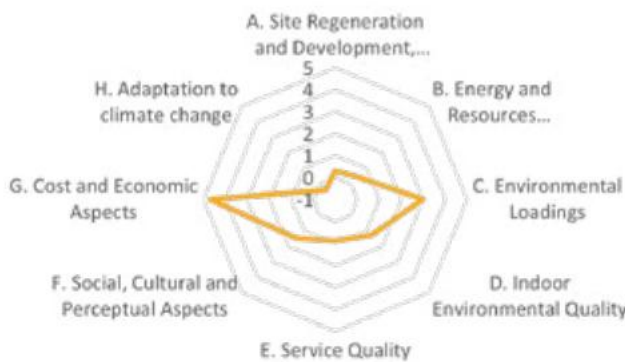 A. Site Regeneration
and Development,...
5
4
3
2
1
0
-1
H. Adaptation to
climate change
B. Energy and
Resources...
G. Cost and Economic
Aspects
C. Environmental
Loadings
F. Social, Cultural and
Perceptual Aspects
D. Indoor
Environmental Quality
E. Service Quality